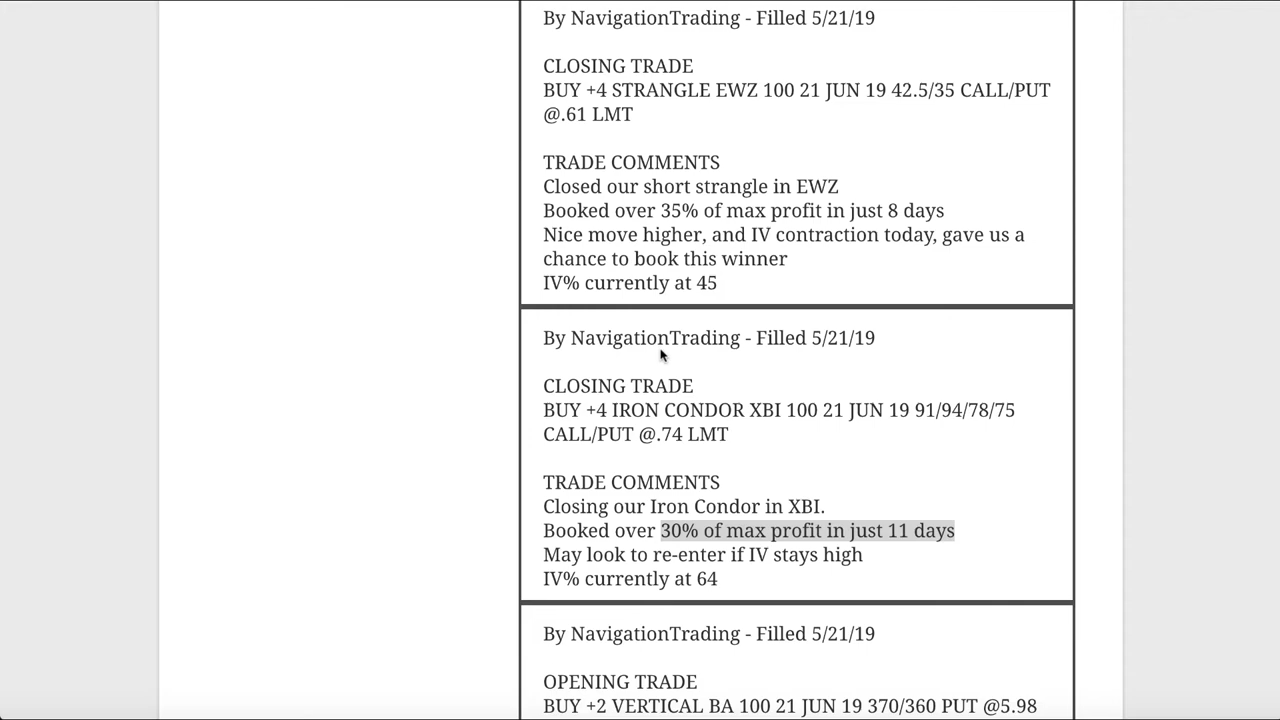 By NavigationTrading - Filled 5/21/19
CLOSING TRADE
BUY +4 STRANGLE EWZ 100 21 JUN 19 42.5/35 CALL/PUT
@.61 LMT
TRADE COMMENTS
Closed our short strangle in EWZ
Booked over 35% of max profit in just 8 days
Nice move higher, and IV contraction today, gave us a
chance to book this winner
IV% currently at 45
By NavigationTrading - Filled 5/21/19
CLOSING TRADE
BUY +4 IRON CONDOR XBI 100 21 JUN 19 91/94/78/75
CALL/PUT @.74 LMT
TRADE COMMENTS
Closing our Iron Condor in XBI.
Booked over 30% of max profit in just 11 days
May look to re-enter if IV stays high
IV% currently at 64
By NavigationTrading - Filled 5/21/19
OPENING TRADE
BUY +2 VERTICAL BA 100 21 JUN 19 370/360 PUT @5.98